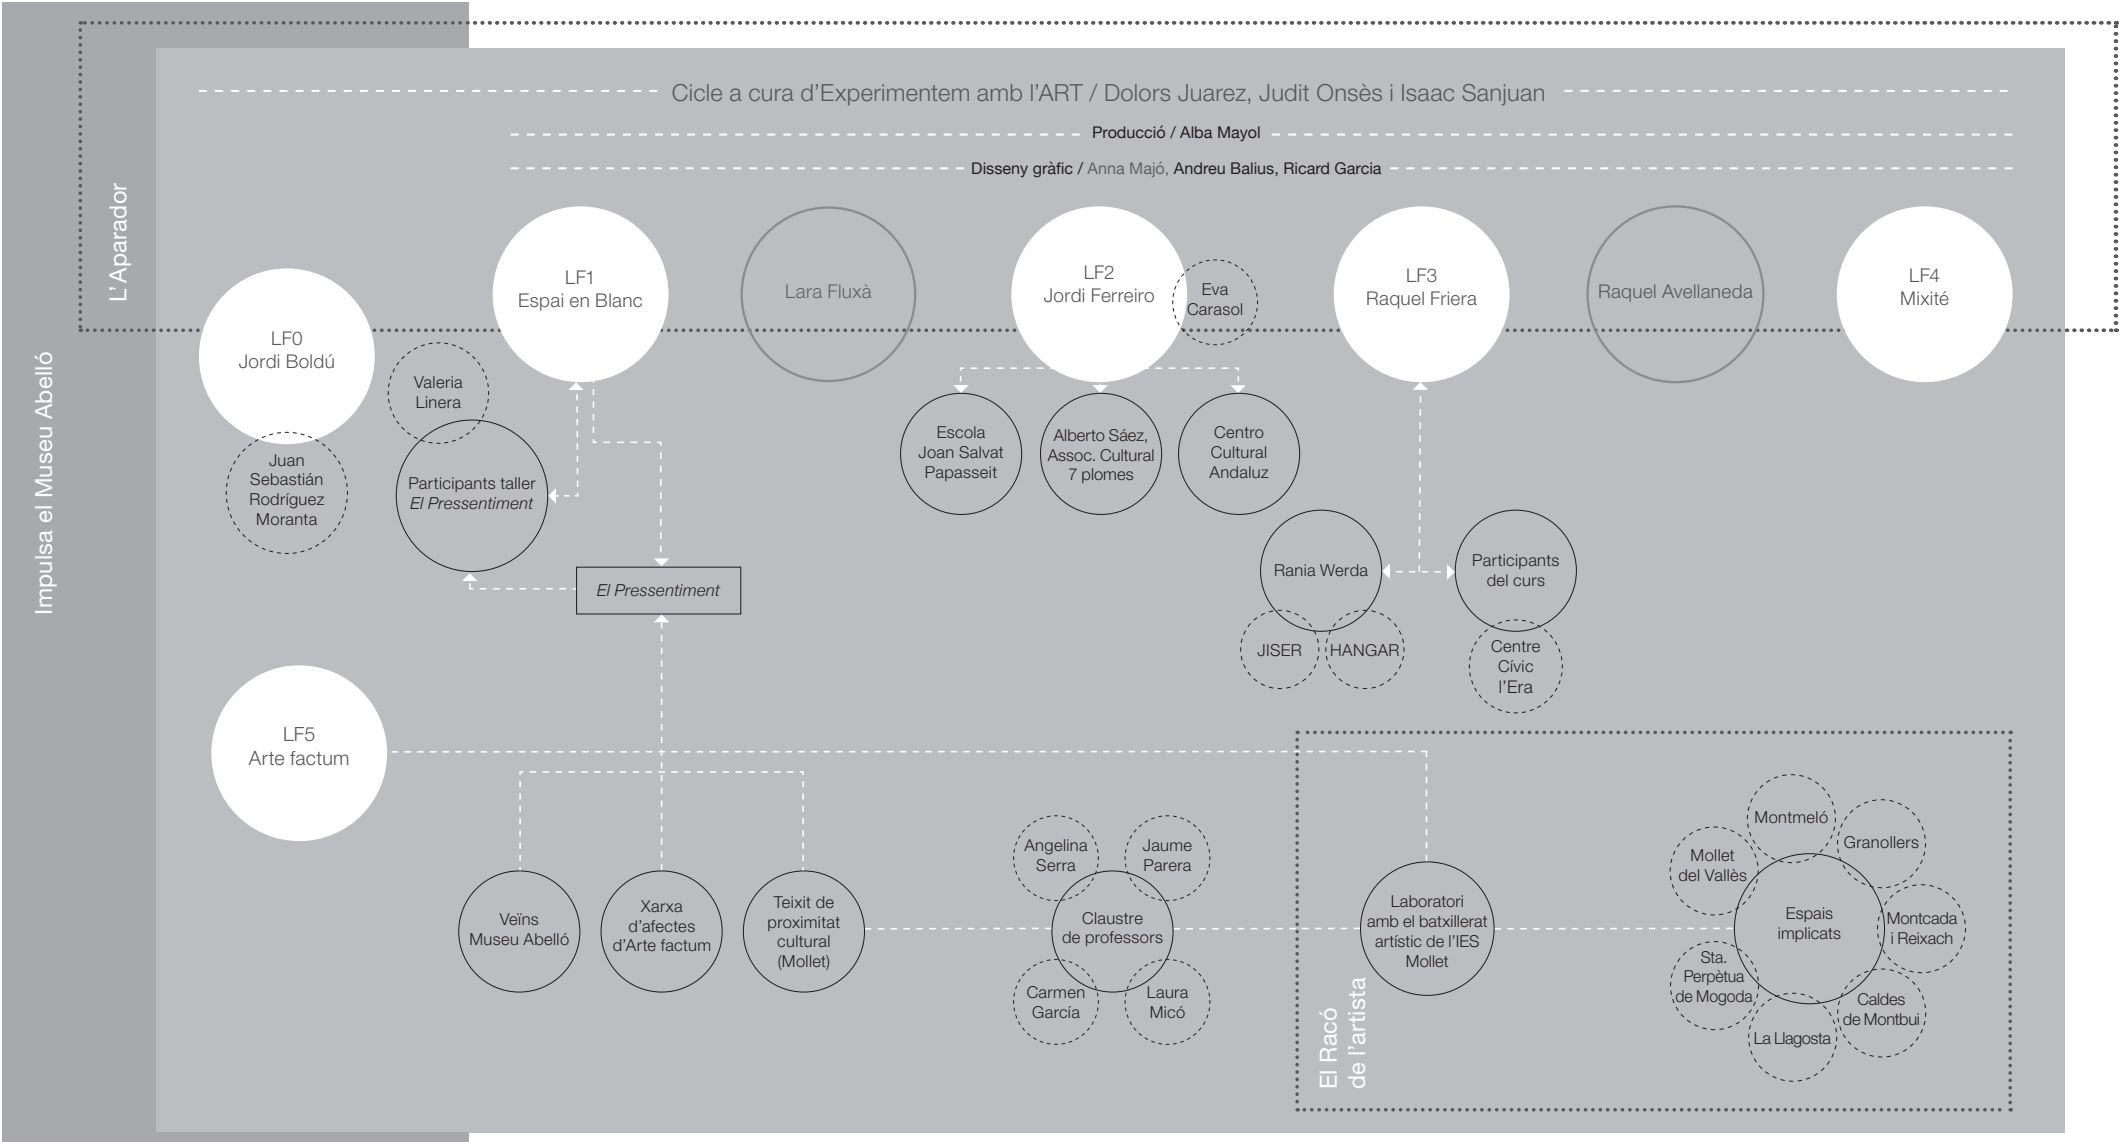 Cicle a cura d'Experimentem amb l'ART / Dolors Juarez, Judit Onsès i Isaac Sanjuan
Producció / Alba Mayol
Disseny gràfic / Anna Majó, Andreu Balius, Ricard Garcia
L'Aparador
Impulsa el Museu Abelló
LF0
Jordi Boldú
LF1
Espai en Blanc
Lara Fluxà
LF2
Jordi Ferreiro
Eva
Carasol
LF3
Raquel Friera
Raquel Avellaneda
LF4
Mixité
Juan
Sebastián
Rodríguez
Moranta
Valeria
Linera
Participants taller
El Pressentiment
El Pressentiment
Escola
Joan Salvat
Papasseit
Alberto Sáez,
Assoc. Cultural
7 plomes
Centro
Cultural
Andaluz
Rania Werda
JISER
HANGAR
Participants
del curs
Centre
Cívic
l'Era
LF5
Arte factum
Veïns
Museu Abelló
Xarxa
d'afectes
d'Arte factum
Teixit de
proximitat
cultural
(Mollet)
Angelina
Serra
Jaume
Parera
Claustre
de professors
Carmen
García
Laura
Micó
El Racó
de l'artista
Laboratori
amb el batxillerat
artístic de l'IES
Mollet
Espais
implicats
Montmeló
Granollers
Mollet
del Vallès
Montcada
i Reixach
Sta.
Perpètua
de Mogoda
Caldes
de Montbui
La Llagosta